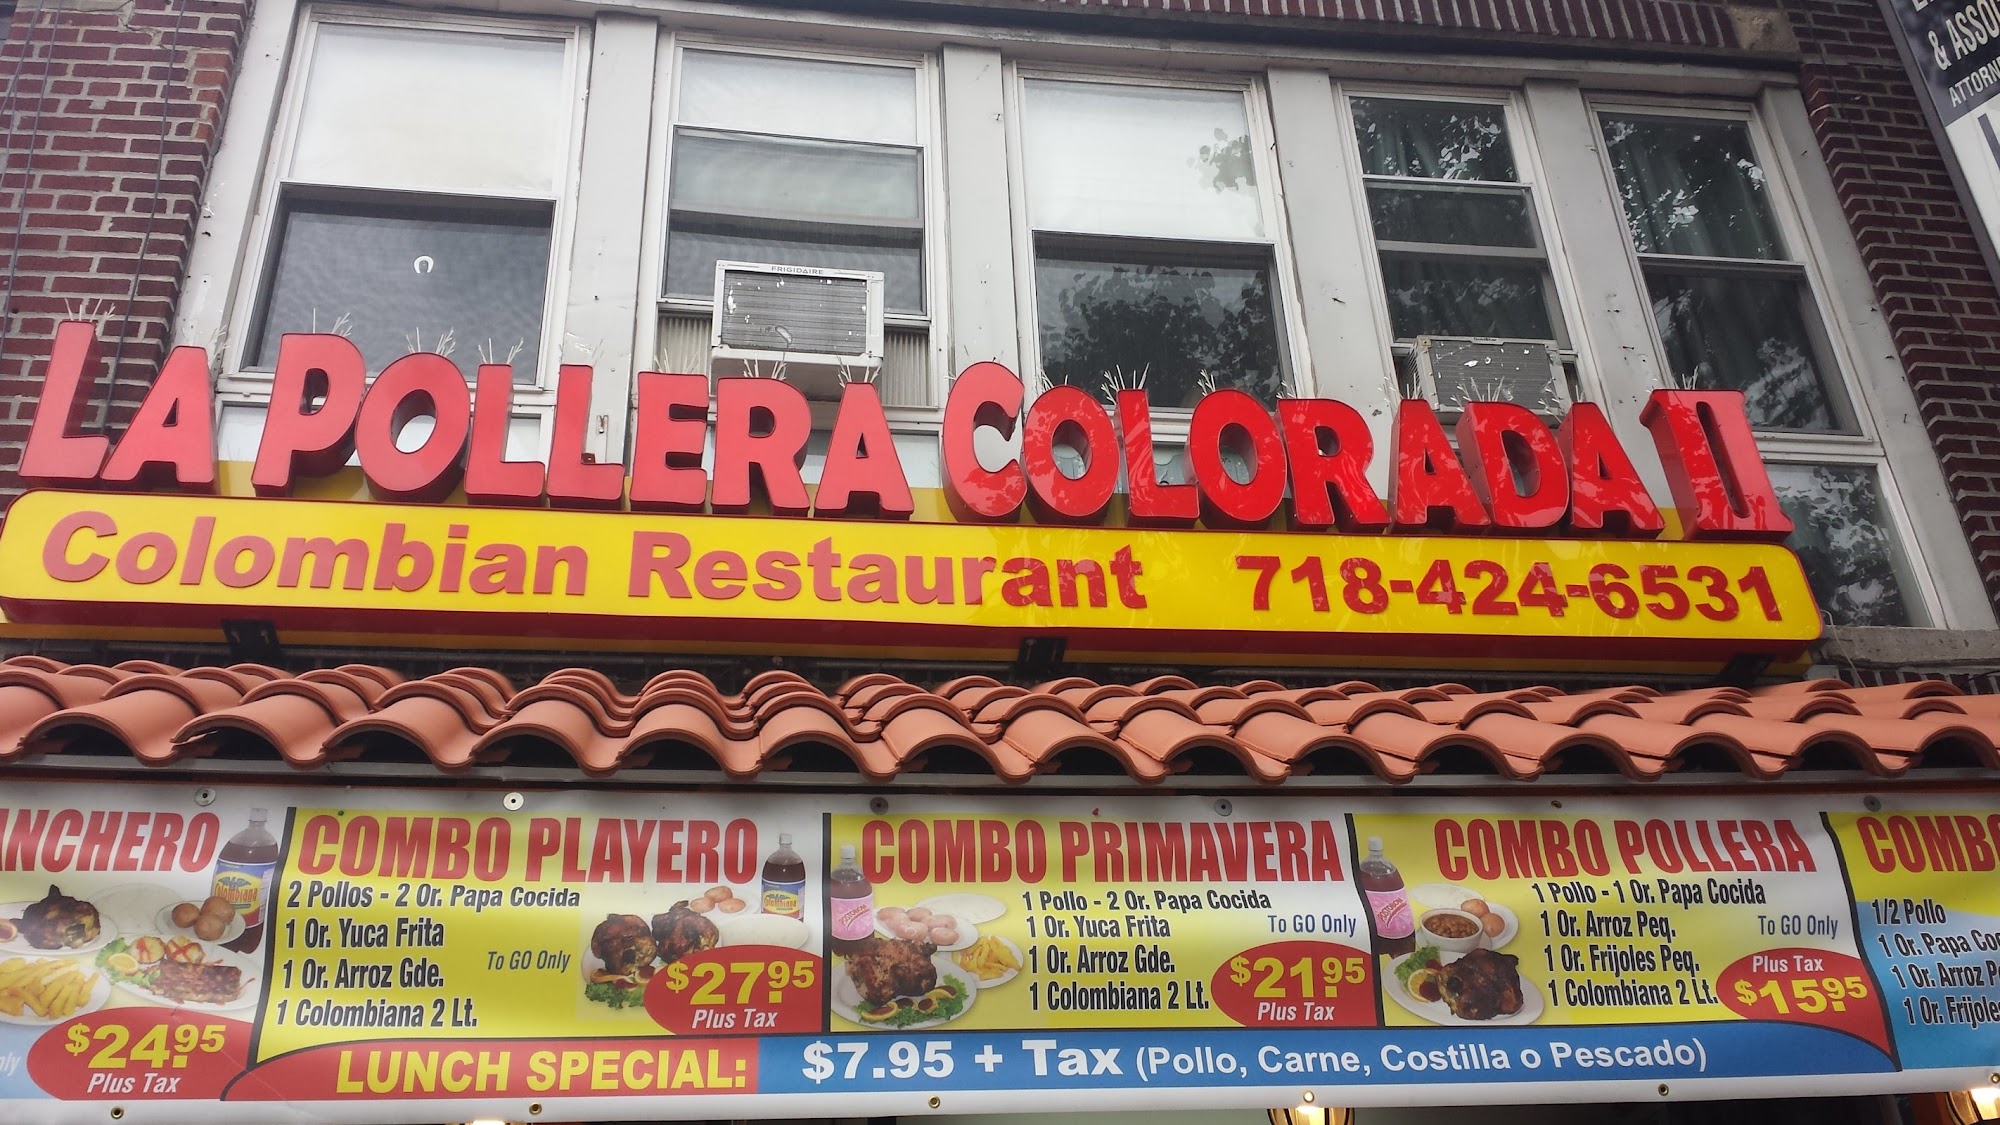 & ASSO
ATTORNE
FRIGIDAIRE
LA POLLERA COLORADA II
Colombian Restaurant 718-424-6531
ANCHERO
$24.95
Plus Tax
COMBO PLAYERO
2 Pollos - 2 Or. Papa Cocida
1 Or. Yuca Frita
1 Or. Arroz Gde.
1 Colombiana 2 Lt.
To GO Only
$27.95
Plus Tax
COMBO PRIMAVERA
1 Pollo - 2 Or. Papa Cocida
1 Or. Yuca Frita
1 Or. Arroz Gde.
1 Colombiana 2 Lt.
To GO Only
$21.95
Plus Tax
COMBO POLLERA
1 Pollo - 1 Or. Papa Cocida
1 Or. Arroz Peq.
1 Or. Frijoles Peq.
1 Colombiana 2 Lt.
To GO Only
Plus Tax
$15.95
COMBO
1/2 Pollo
1 Or. Papa Co
1 Or. Arroz P
1 Or. Frijoles
LUNCH SPECIAL: $7.95 + Tax (Pollo, Carne, Costilla o Pescado)